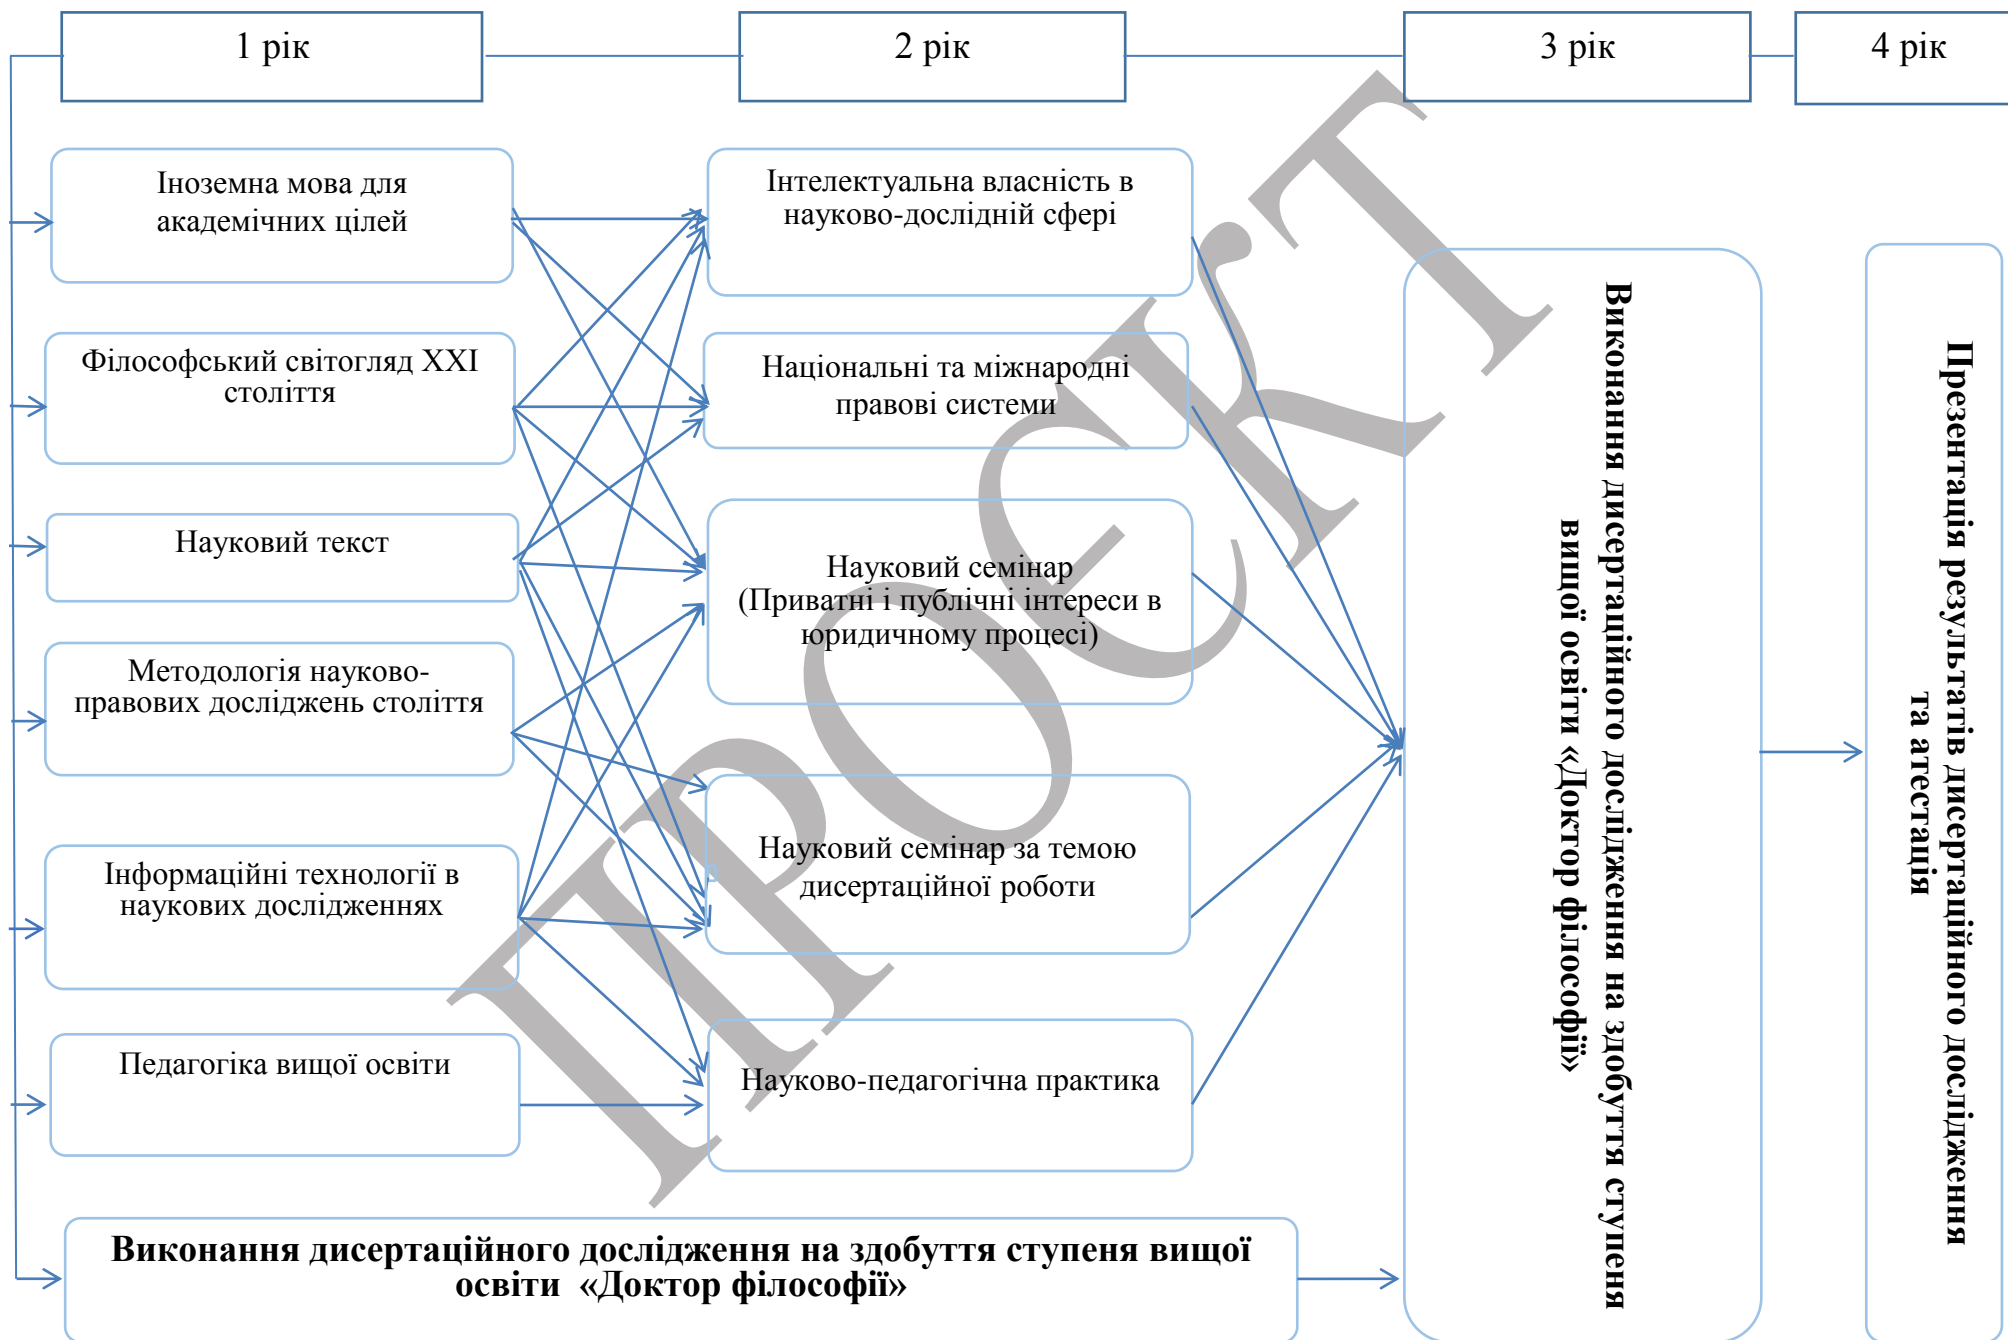 1 рік
2 рік
3 рік
4 рік
Іноземна мова для
академічних цілей
Філософський світогляд ХХІ
століття
Науковий текст
Методологія науково-
правових досліджень століття
Інформаційні технології в
наукових дослідженнях
Педагогіка вищої освіти
Інтелектуальна власність в
науково-дослідній сфері
Національні та міжнародні
правові системи
Науковий семінар
(Приватні і публічні інтереси в
юридичному процесі)
Науковий семінар за темою
дисертаційної роботи
Науково-педагогічна практика
Виконання дисертаційного дослідження на здобуття ступеня вищої
освіти «Доктор філософії»
Виконання дисертаційного дослідження на здобуття ступеня
вищої освіти «Доктор філософії»
Презентація результатів дисертаційного дослідження
та атестація
ПРОЄКТ